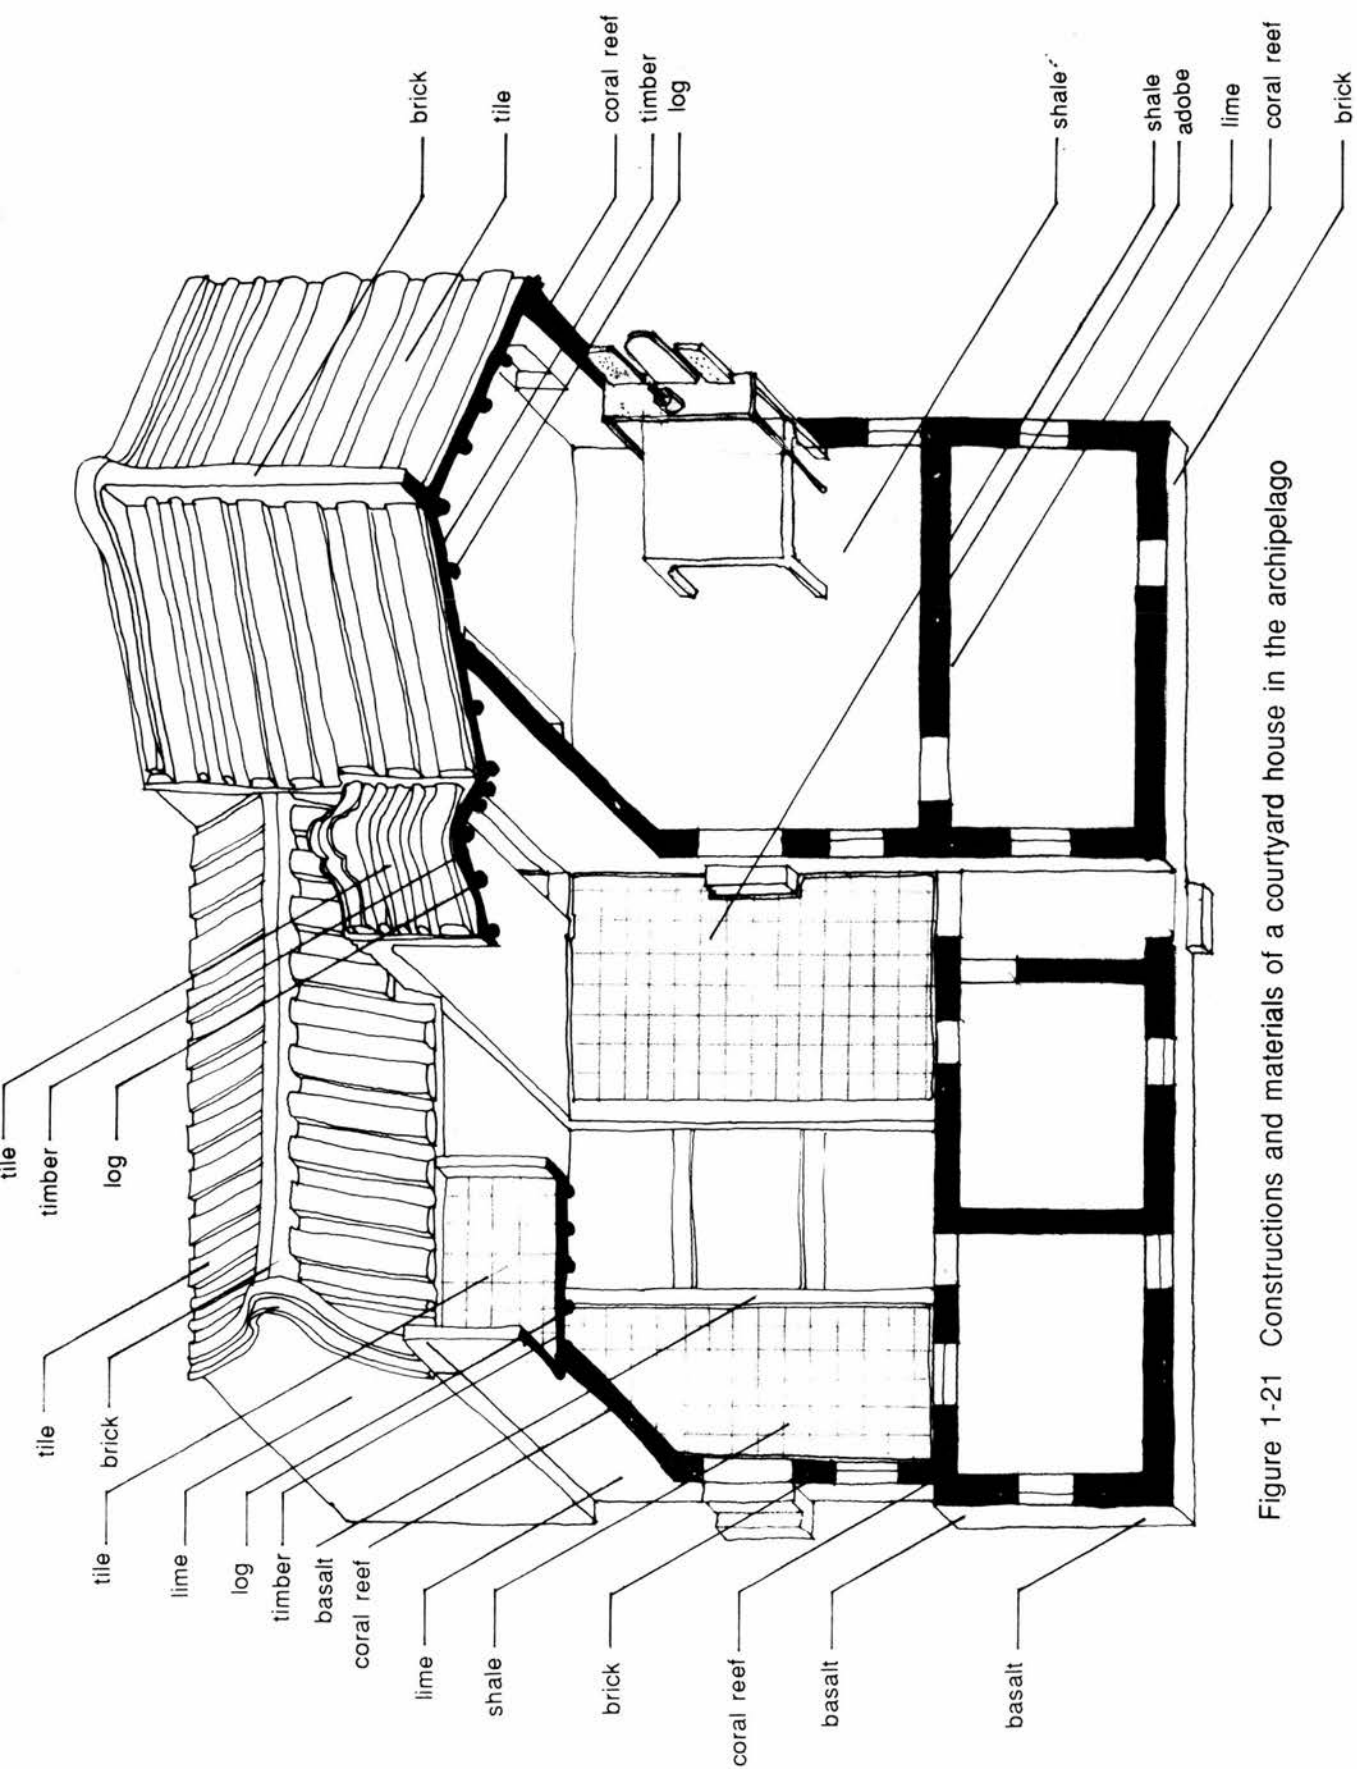 tile
timber
log
tile
brick
tile
lime
log
timber
basalt
coral reef
lime
shale
brick
coral reef
basalt
basalt
brick
tile
coral reef
timber
log
shale
shale
adobe
lime
coral reef
brick
Figure 1-21 Constructions and materials of a courtyard house in the archipelago